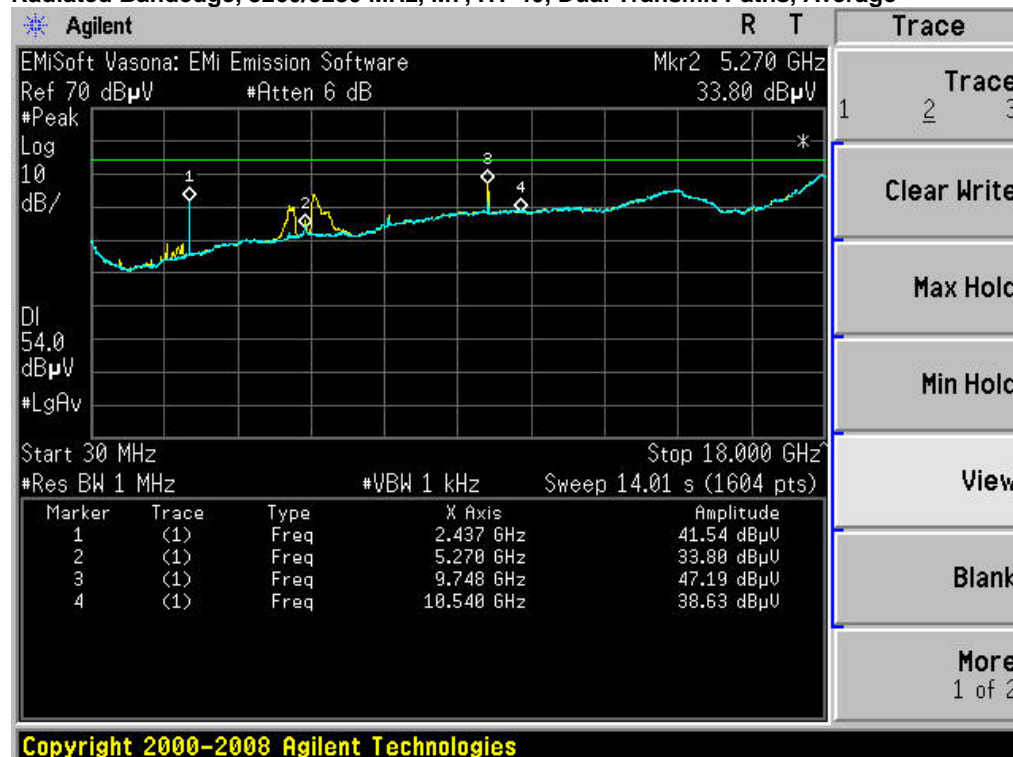 Agilent R T Trace
EMiSoft Vasona: EMi Emission Software Mkr2 5.270 GHz
Ref 70 dBµV #Atten 6 dB 33.80 dBµV
#Peak
Log
10
dB/
1
2
3
4
*
DI
54.0
dBµV
#LgAv
Start 30 MHz Stop 18.000 GHz^
#Res BW 1 MHz #VBW 1 kHz Sweep 14.01 s (1604 pts)
Marker Trace Type X Axis Amplitude
1 (1) Freq 2.437 GHz 41.54 dBµV
2 (1) Freq 5.270 GHz 33.80 dBµV
3 (1) Freq 9.748 GHz 47.19 dBµV
4 (1) Freq 10.540 GHz 38.63 dBµV
Trace
1 2 3
Clear Write
Max Hold
Min Hold
View
Blank
More
1 of 2
Copyright 2000-2008 Agilent Technologies